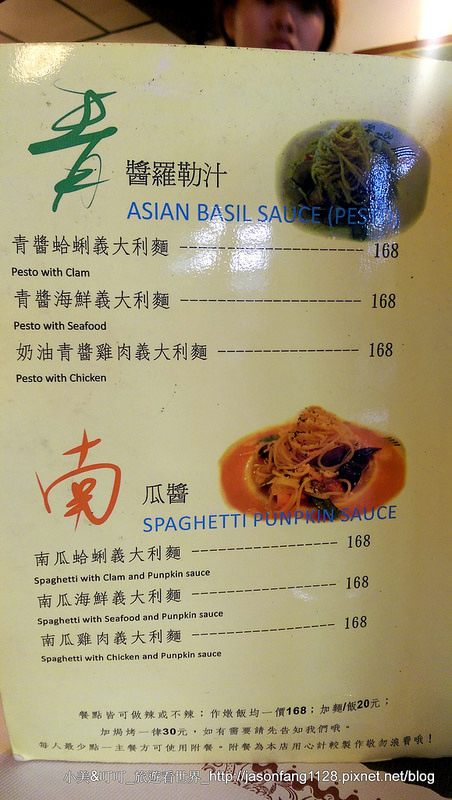 青
醬羅勒汁
ASIAN BASIL SAUCE (PESTO)
青醬蛤蜊義大利麵 -------------------- 168
Pesto with Clam
青醬海鮮義大利麵 -------------------- 168
Pesto with Seafood
奶油青醬雞肉義大利麵 ---------------- 168
Pesto with Chicken
南
瓜醬
SPAGHETTI PUNPKIN SAUCE
南瓜蛤蜊義大利麵 ------------------ 168
Spaghetti with Clam and Punpkin sauce
南瓜海鮮義大利麵 ------------------ 168
Spaghetti with Seafood and Punpkin sauce
南瓜雞肉義大利麵 ------------------ 168
Spaghetti with Chicken and Punpkin sauce
餐點皆可做辣或不辣；作燉飯均一價168；加麵/飯20元；
加焗烤一律30元，如有需要請先告知我們哦。
每人最少點一主餐方可使用附餐。附餐為本店用心計較製作敬勿浪費哦！
小美&叮叮_旅遊看世界_http://jasonfang1128.pixnet.net/blog